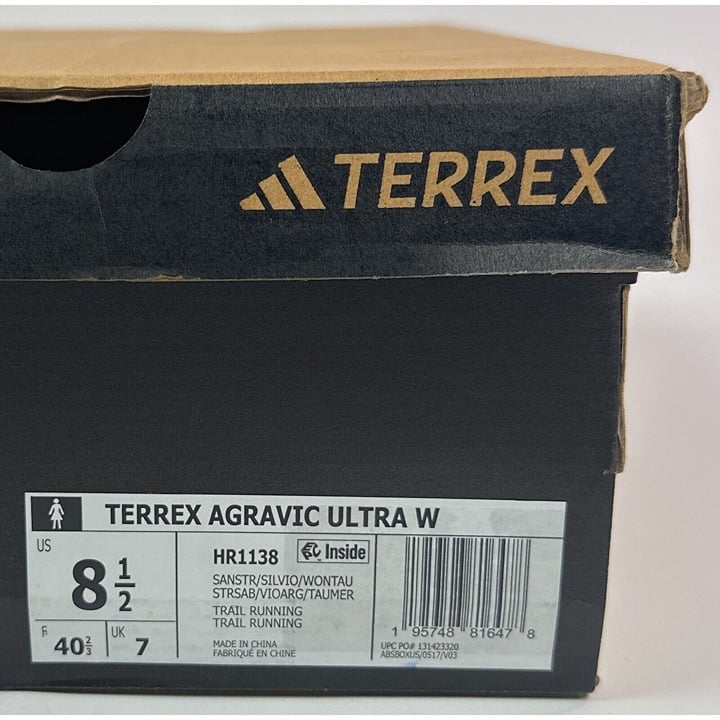 TERREX
TERREX AGRAVIC ULTRA W
US
8 1/2
F
40 2/3
UK
7
HR1138
Inside
SANSTR/SILVIO/WONTAU
STRSAB/VIOARG/TAUMER
TRAIL RUNNING
TRAIL RUNNING
MADE IN CHINA
FABRIQUÉ EN CHINE
1 95748 81647 8
UPC PO# 131423320
ABSBOXUS/0517/V03